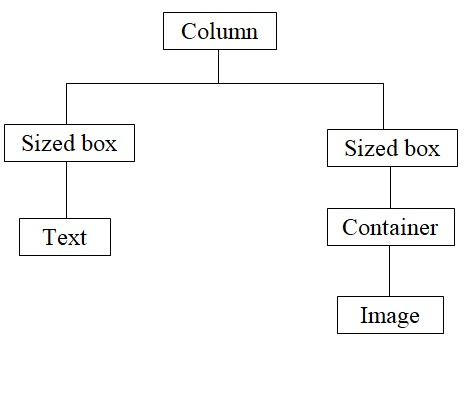 Column
Sized box
Sized box
Text
Container
Image